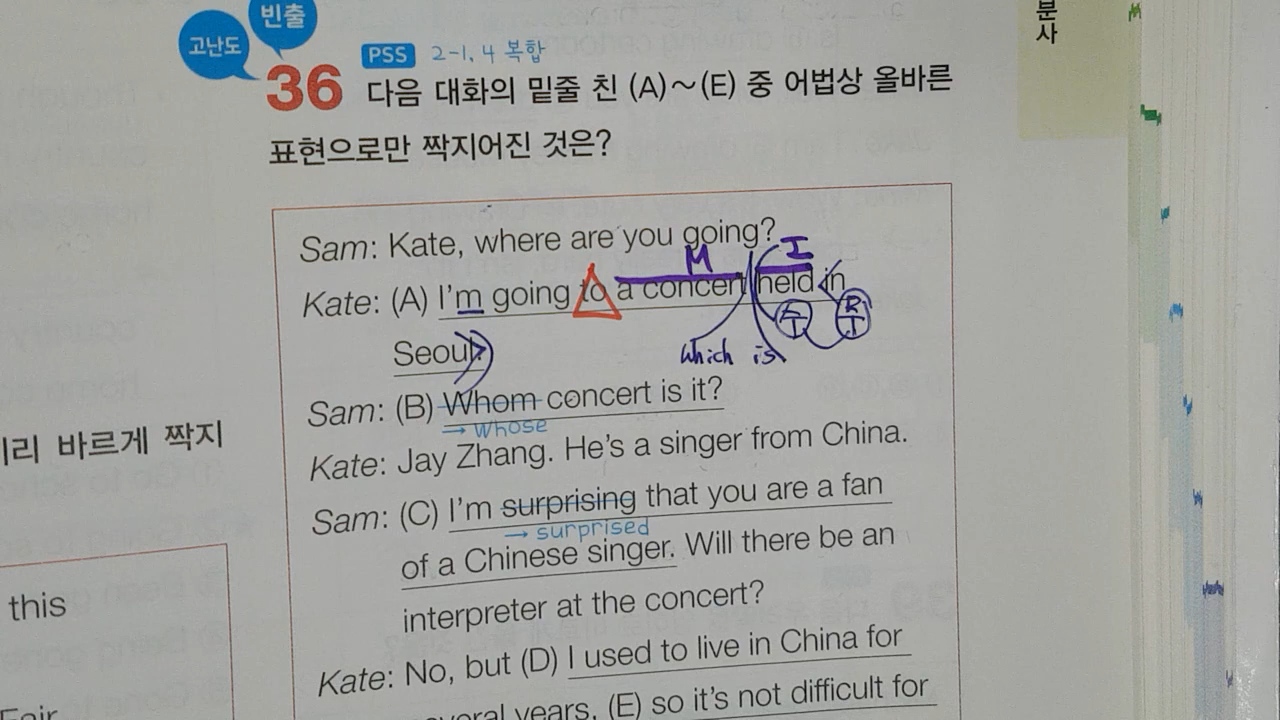 고난도
빈출
PSS 2-1, 4 복합
36 다음 대화의 밑줄 친 (A)~(E) 중 어법상 올바른
표현으로만 짝지어진 것은?
분사
Sam: Kate, where are you going?
M I
Kate: (A) I'm going to a concert held in
Seoul.
which is
Sam: (B) Whom concert is it?
→ whose
Kate: Jay Zhang. He's a singer from China.
Sam: (C) I'm surprising that you are a fan
→ surprised
of a Chinese singer. Will there be an
interpreter at the concert?
Kate: No, but (D) I used to live in China for
years, (E) so it's not difficult for
바르게 짝지
this